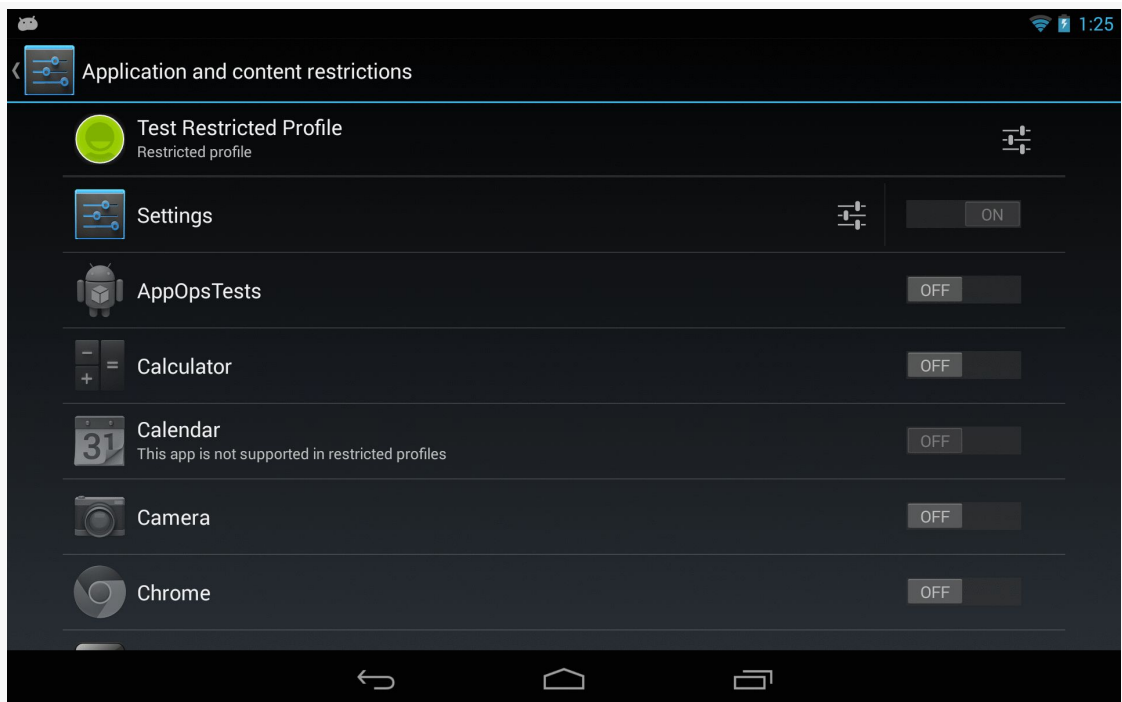 1:25
Application and content restrictions
Test Restricted Profile
Restricted profile
Settings
ON
AppOpsTests
OFF
Calculator
OFF
31
Calendar
This app is not supported in restricted profiles
OFF
Camera
OFF
Chrome
OFF